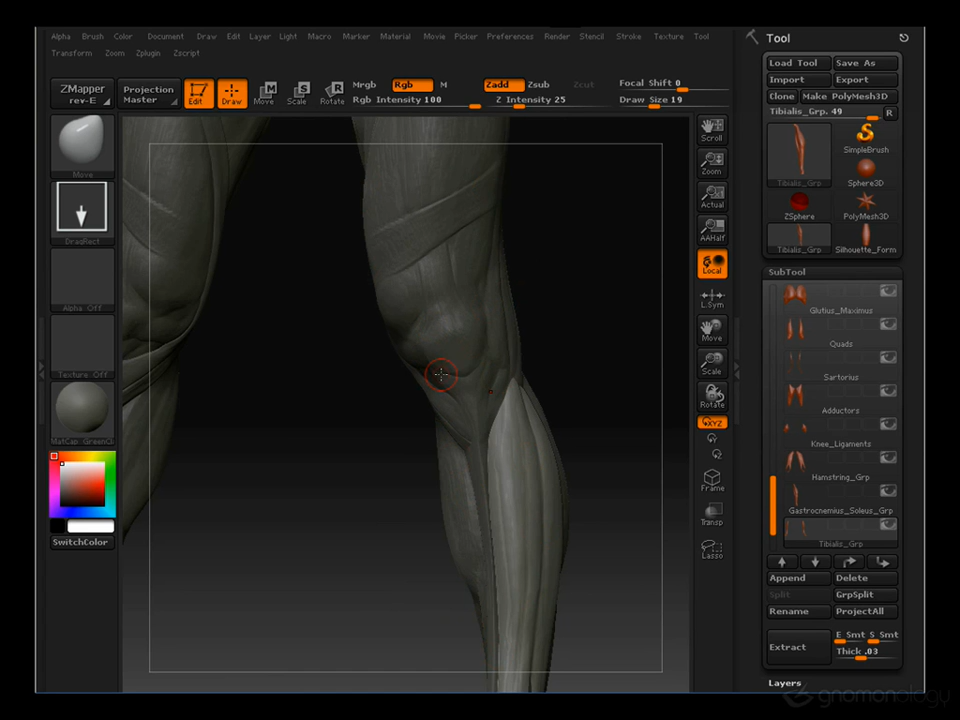 Alpha Brush Color Document Draw Edit Layer Light Macro Marker Material Movie Picker Preferences Render Stencil Stroke Texture Tool
Transform Zoom Zplugin Zscript
Tool
ZMapper
rev-E
Projection
Master
Edit
Draw
Move
Scale
Rotate
Mrgb Rgb M
Rgb Intensity 100
Zadd Zsub Zcut
Z Intensity 25
Focal Shift 0
Draw Size 19
Load Tool Save As
Import Export
Clone Make PolyMesh3D
Tibialis_Grp. 49 R
SimpleBrush
Tibialis_Grp Sphere3D
ZSphere PolyMesh3D
Tibialis_Grp Silhouette_Form
Move
DragRect
Alpha Off
Texture Off
MatCap_GreenCl
SwitchColor
Scroll
Zoom
Actual
AAHalf
Local
L.Sym
Move
Scale
Rotate
XYZ
Frame
Transp
Lasso
SubTool
Glutius_Maximus
Quads
Sartorius
Adductors
Knee_Ligaments
Hamstring_Grp
Gastrocnemius_Soleus_Grp
Tibialis_Grp
Append Delete
Split GrpSplit
Rename ProjectAll
Extract
E Smt S Smt
Thick .03
Layers
gnomonology